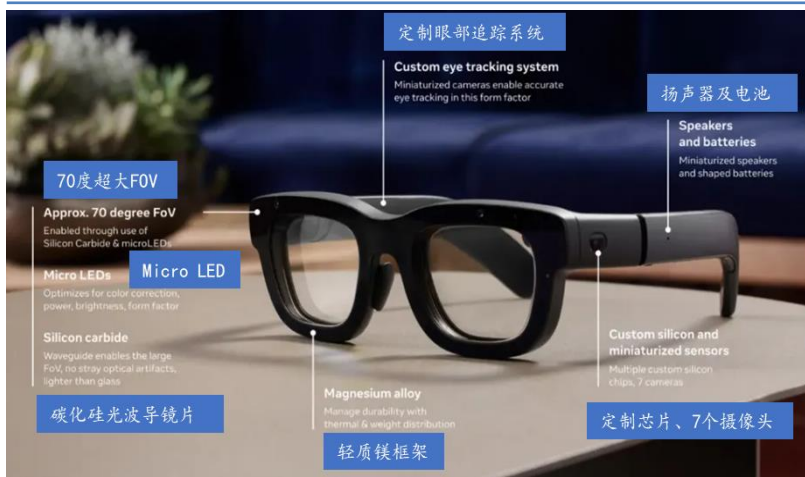 定制眼部追踪系统
Custom eye tracking system
Miniaturized cameras enable accurate
eye tracking in this form factor
扬声器及电池
Speakers
and batteries
Miniaturized speakers
and shaped batteries
70度超大FOV
Approx. 70 degree FoV
Enabled through use of
Silicon Carbide & microLEDs
Micro LEDs
Micro LED
Optimizes for color correction,
power, brightness, form factor
Silicon carbide
Waveguide enables the large
FoV, no stray optical artifacts,
lighter than glass
碳化硅光波导镜片
Magnesium alloy
Manage durability with
thermal & weight distribution
轻质镁框架
Custom silicon and
miniaturized sensors
Multiple custom silicon
chips, 7 cameras
定制芯片、7个摄像头